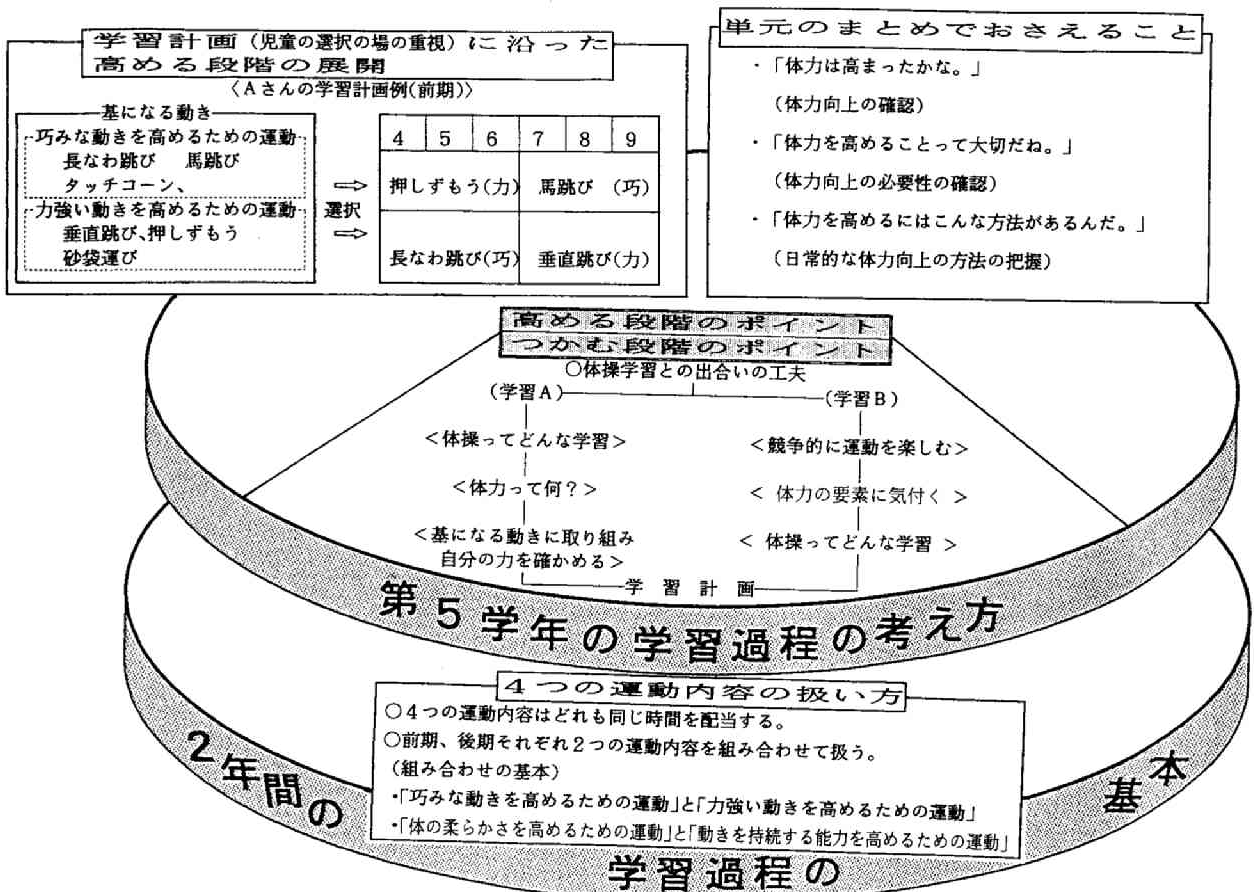 学習計画(児童の選択の場の重視)に沿った
高める段階の展開
〈Aさんの学習計画例(前期)〉
基になる動き
巧みな動きを高めるための運動
長なわ跳び 馬跳び
タッチコーン、
力強い動きを高めるための運動
垂直跳び、押しずもう
砂袋運び
⇨
選択
⇨
4 5 6 7 8 9
押しずもう(力) 馬跳び (巧)
長なわ跳び(巧) 垂直跳び(力)
単元のまとめでおさえること
・「体力は高まったかな。」
(体力向上の確認)
・「体力を高めることって大切だね。」
(体力向上の必要性の確認)
・「体力を高めるにはこんな方法があるんだ。」
(日常的な体力向上の方法の把握)
高める段階のポイント
つかむ段階のポイント
○体操学習との出合いの工夫
(学習A) (学習B)
<体操ってどんな学習>
<体力って何?>
<基になる動きに取り組み
自分の力を確かめる>
<競争的に運動を楽しむ>
< 体力の要素に気付く >
< 体操ってどんな学習 >
学 習 計 画
第5学年の学習過程の考え方
4つの運動内容の扱い方
○4つの運動内容はどれも同じ時間を配当する。
○前期、後期それぞれ2つの運動内容を組み合わせて扱う。
(組み合わせの基本)
・「巧みな動きを高めるための運動」と「力強い動きを高めるための運動」
・「体の柔らかさを高めるための運動」と「動きを持続する能力を高めるための運動」
2年間の学習過程の基本